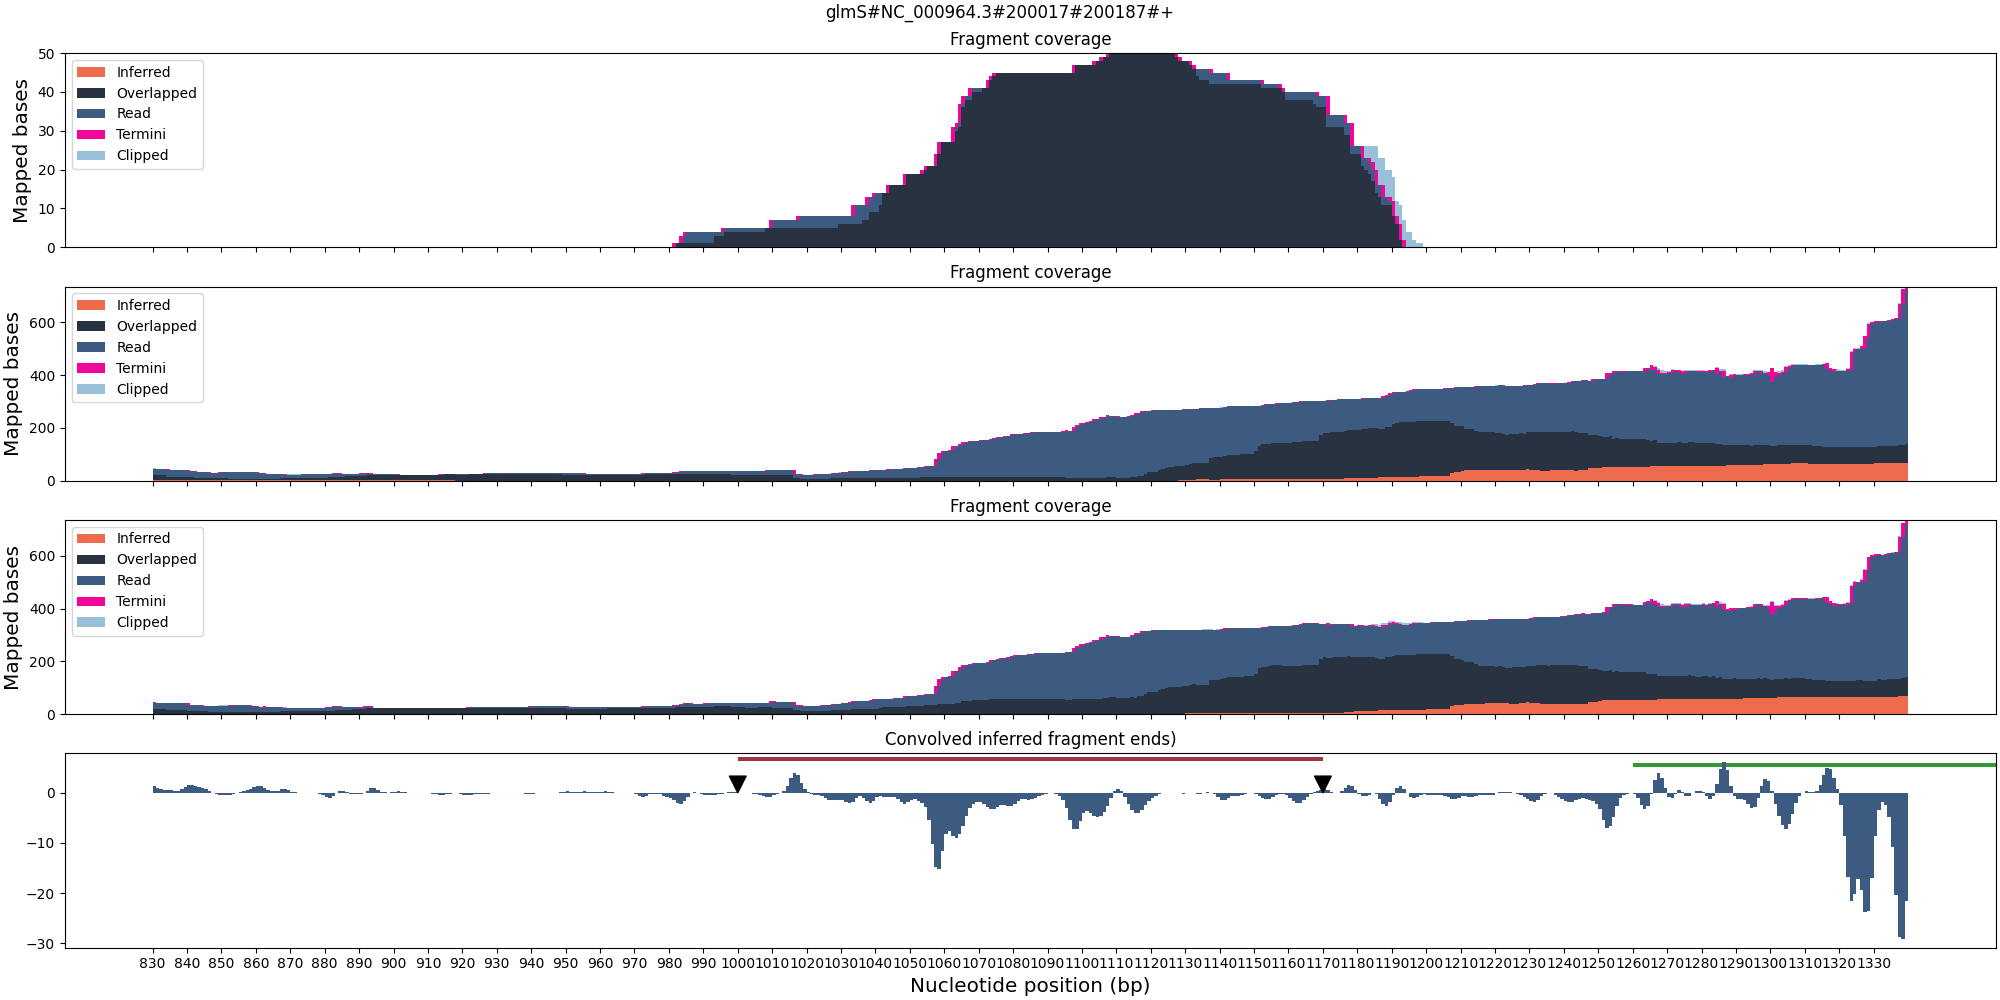 glmS#NC_000964.3#200017#200187#+
Fragment coverage
Mapped bases
50
40
30
20
10
0
Inferred
Overlapped
Read
Termini
Clipped
Fragment coverage
Mapped bases
600
400
200
0
Inferred
Overlapped
Read
Termini
Clipped
Fragment coverage
Mapped bases
600
400
200
0
Inferred
Overlapped
Read
Termini
Clipped
Convolved inferred fragment ends)
0
−10
−20
−30
830 840 850 860 870 880 890 900 910 920 930 940 950 960 970 980 990 1000 1010 1020 1030 1040 1050 1060 1070 1080 1090 1100 1110 1120 1130 1140 1150 1160 1170 1180 1190 1200 1210 1220 1230 1240 1250 1260 1270 1280 1290 1300 1310 1320 1330
Nucleotide position (bp)